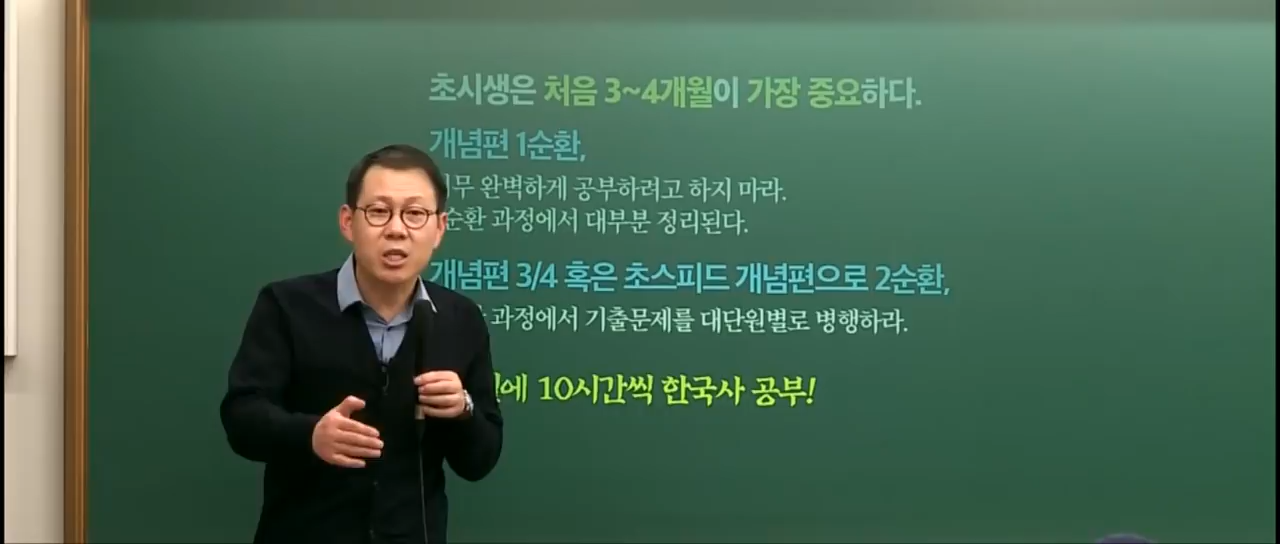 초시생은 처음 3~4개월이 가장 중요하다.
개념편 1순환,
완벽하게 공부하려고 하지 마라.
과정에서 대부분 정리된다.
개념편 3/4 혹은 초스피드 개념편으로 2순환,
과정에서 기출문제를 대단원별로 병행하라.
10시간씩 한국사 공부!